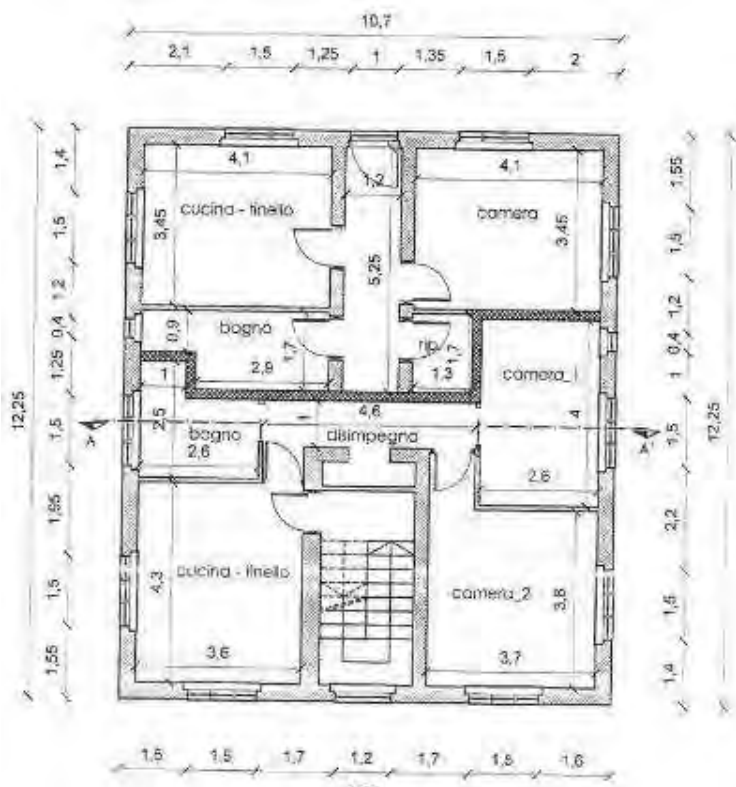 10,7
2,1 1,5 1,25 1 1,35 1,5 2
12,25
1,4
1,5
1,2
0,4
1,25
1,5
1,55
1,5
1,55
4,1 1,2 4,1
cucina - tinello camera
3,45 5,25 3,45
bagno rip.
0,9 2,9 1,7 1,7 1,3
camera_1
1 2,5 4,6 4
bagno 1 disimpegno
2,6 2,6
A A'
cucina - tinello camera_2
4,3 3,8
3,6 3,7
1,55
1,5
1,2
0,4
1
1,5
2,2
1,5
1,4
12,25
1,5 1,5 1,7 1,2 1,7 1,5 1,6